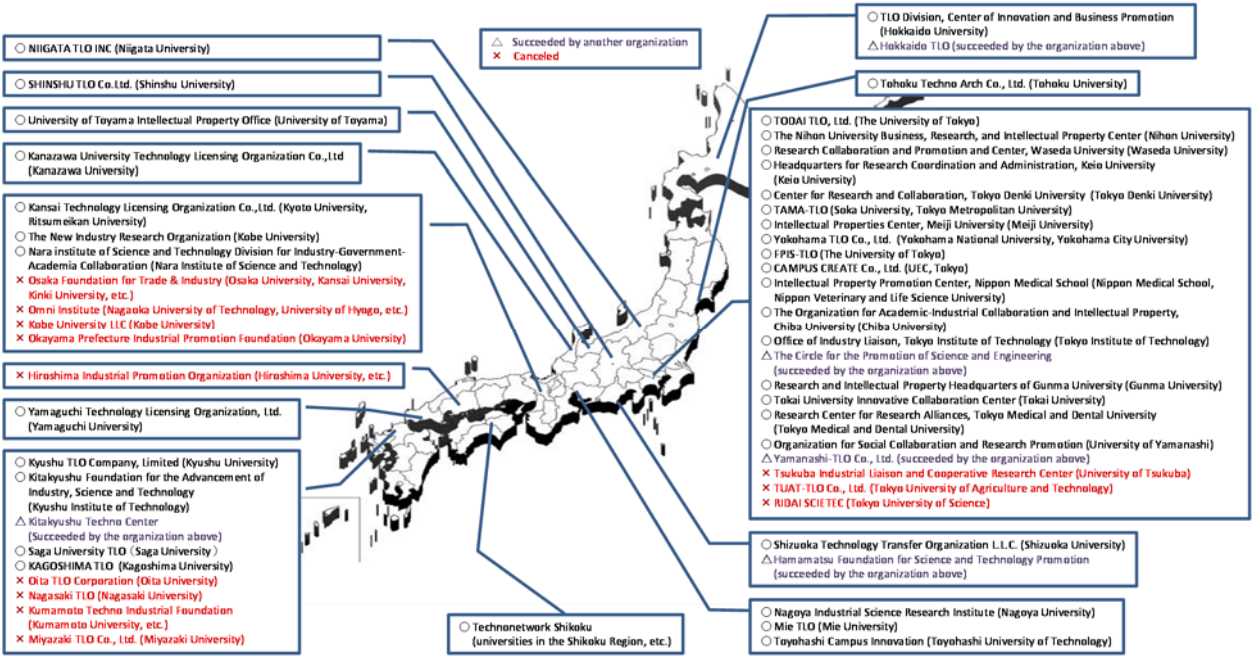 ○ NIIGATA TLO INC (Niigata University)
○ SHINSHU TLO Co.Ltd. (Shinshu University)
○ University of Toyama Intellectual Property Office (University of Toyama)
○ Kanazawa University Technology Licensing Organization Co.,Ltd
(Kanazawa University)
○ Kansai Technology Licensing Organization Co.,Ltd. (Kyoto University,
Ritsumeikan University)
○ The New Industry Research Organization (Kobe University)
○ Nara institute of Science and Technology Division for Industry-Government-
Academia Collaboration (Nara Institute of Science and Technology)
× Osaka Foundation for Trade & Industry (Osaka University, Kansai University,
Kinki University, etc.)
× Omni Institute (Nagaoka University of Technology, University of Hyogo, etc.)
× Kobe University LLC (Kobe University)
× Okayama Prefecture Industrial Promotion Foundation (Okayama University)
× Hiroshima Industrial Promotion Organization (Hiroshima University, etc.)
○ Yamaguchi Technology Licensing Organization, Ltd.
(Yamaguchi University)
○ Kyushu TLO Company, Limited (Kyushu University)
○ Kitakyushu Foundation for the Advancement of
Industry, Science and Technology
(Kyushu Institute of Technology)
△ Kitakyushu Techno Center
(Succeeded by the organization above)
○ Saga University TLO (Saga University)
○ KAGOSHIMA TLO (Kagoshima University)
× Oita TLO Corporation (Oita University)
× Nagasaki TLO (Nagasaki University)
× Kumamoto Techno Industrial Foundation
(Kumamoto University, etc.)
× Miyazaki TLO Co., Ltd. (Miyazaki University)
△ Succeeded by another organization
× Canceled
○ TLO Division, Center of Innovation and Business Promotion
(Hokkaido University)
△ Hokkaido TLO (succeeded by the organization above)
○ Tohoku Techno Arch Co., Ltd. (Tohoku University)
○ TODAI TLO, Ltd. (The University of Tokyo)
○ The Nihon University Business, Research, and Intellectual Property Center (Nihon University)
○ Research Collaboration and Promotion and Center, Waseda University (Waseda University)
○ Headquarters for Research Coordination and Administration, Keio University
(Keio University)
○ Center for Research and Collaboration, Tokyo Denki University (Tokyo Denki University)
○ TAMA-TLO (Soka University, Tokyo Metropolitan University)
○ Intellectual Properties Center, Meiji University (Meiji University)
○ Yokohama TLO Co., Ltd. (Yokohama National University, Yokohama City University)
○ FPIS-TLO (The University of Tokyo)
○ CAMPUS CREATE Co., Ltd. (UEC, Tokyo)
○ Intellectual Property Promotion Center, Nippon Medical School (Nippon Medical School,
Nippon Veterinary and Life Science University)
○ The Organization for Academic-Industrial Collaboration and Intellectual Property,
Chiba University (Chiba University)
○ Office of Industry Liaison, Tokyo Institute of Technology (Tokyo Institute of Technology)
△ The Circle for the Promotion of Science and Engineering
(succeeded by the organization above)
○ Research and Intellectual Property Headquarters of Gunma University (Gunma University)
○ Tokai University Innovative Collaboration Center (Tokai University)
○ Research Center for Research Alliances, Tokyo Medical and Dental University
(Tokyo Medical and Dental University)
○ Organization for Social Collaboration and Research Promotion (University of Yamanashi)
△ Yamanashi-TLO Co., Ltd. (succeeded by the organization above)
× Tsukuba Industrial Liaison and Cooperative Research Center (University of Tsukuba)
× TUAT-TLO Co., Ltd. (Tokyo University of Agriculture and Technology)
× RIDAI SCIETEC (Tokyo University of Science)
○ Shizuoka Technology Transfer Organization L.L.C. (Shizuoka University)
△ Hamamatsu Foundation for Science and Technology Promotion
(succeeded by the organization above)
○ Nagoya Industrial Science Research Institute (Nagoya University)
○ Mie TLO (Mie University)
○ Toyohashi Campus Innovation (Toyohashi University of Technology)
○ Technonetwork Shikoku
(universities in the Shikoku Region, etc.)